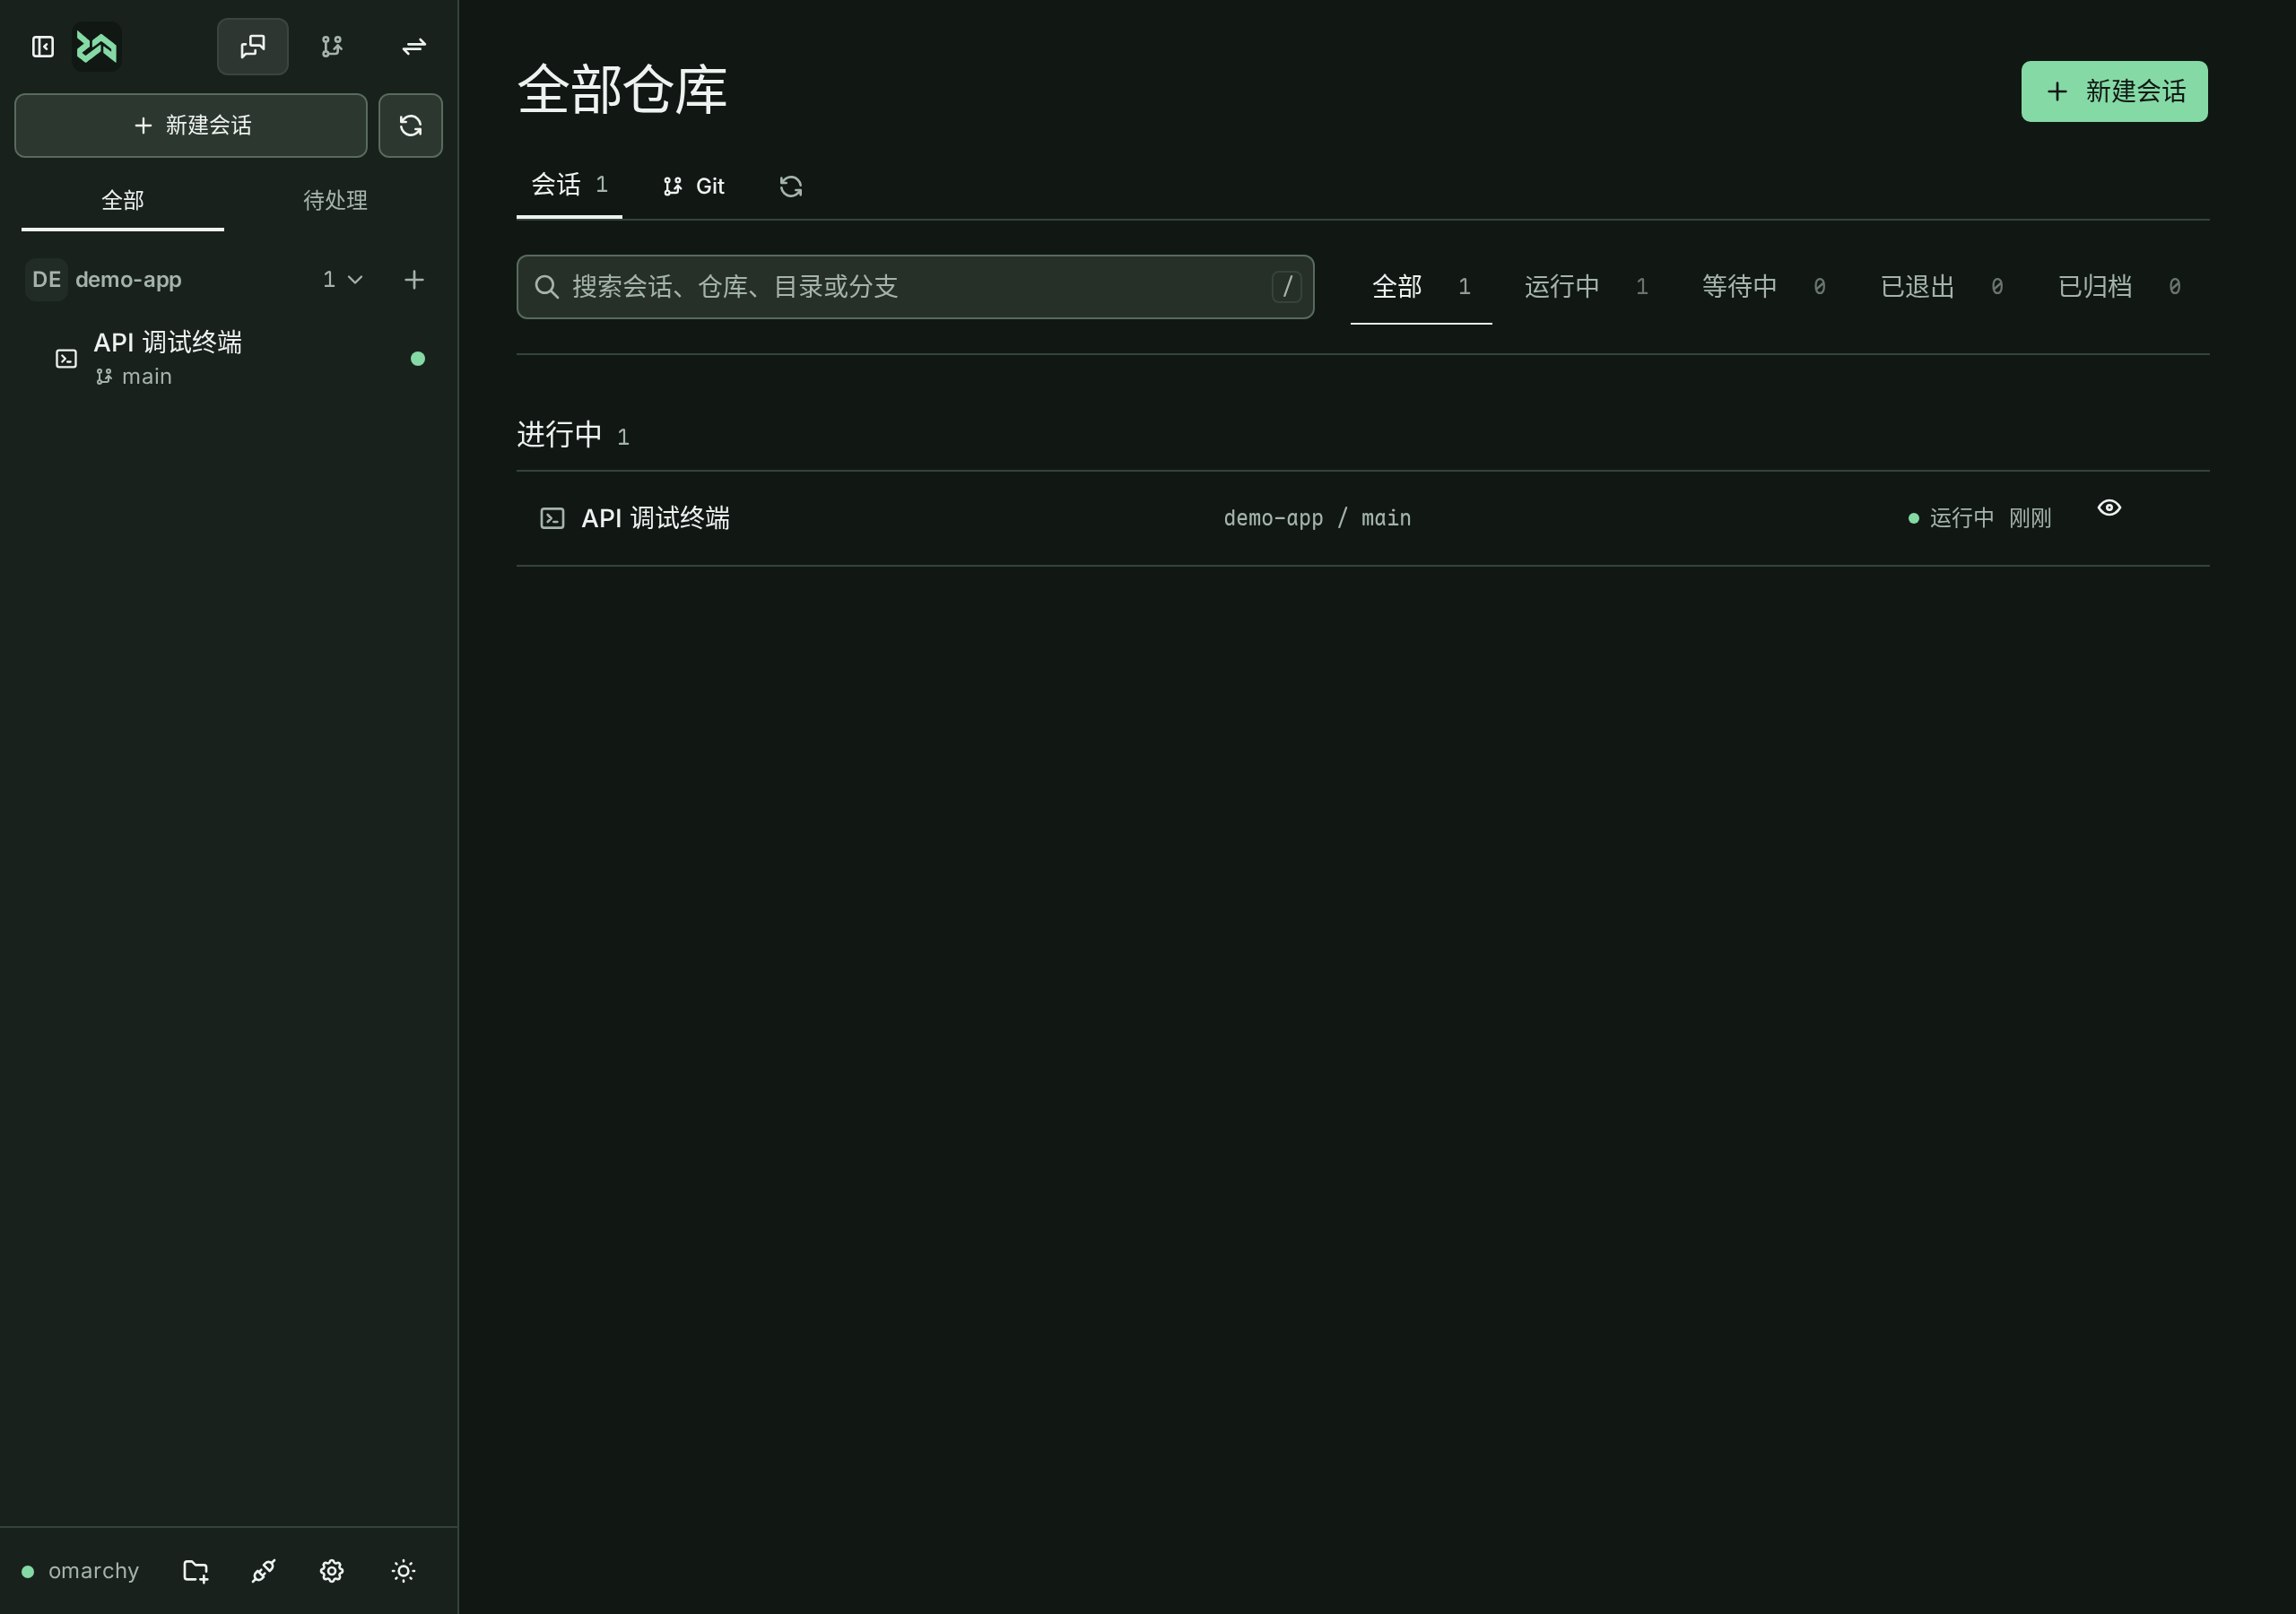 新建会话
全部 待处理
DE demo-app 1
API 调试终端
main
omarchy
全部仓库
新建会话
会话 1 Git
搜索会话、仓库、目录或分支 /
全部 1 运行中 1 等待中 0 已退出 0 已归档 0
进行中 1
API 调试终端 demo-app / main 运行中 刚刚